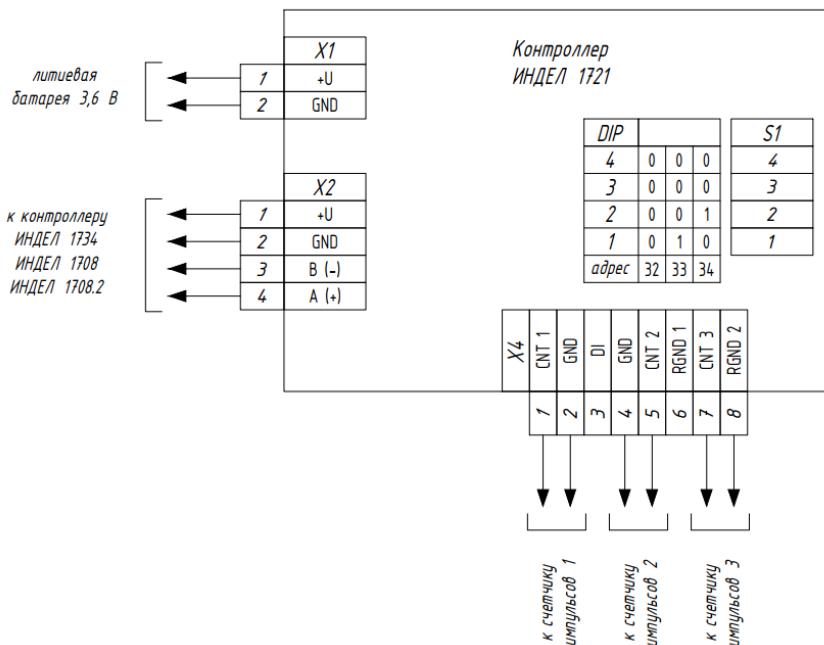 Контроллер
ИНДЕЛ 1721
литиевая
батарея 3,6 В
X1
1 +U
2 GND
к контроллеру
ИНДЕЛ 1734
ИНДЕЛ 1708
ИНДЕЛ 1708.2
X2
1 +U
2 GND
3 B (-)
4 A (+)
DIP
4 0 0 0
3 0 0 0
2 0 0 1
1 0 1 0
адрес 32 33 34
S1
4
3
2
1
X4
CNT 1
GND
DI
GND
CNT 2
RGND 1
CNT 3
RGND 2
1 2 3 4 5 6 7 8
к счетчику
импульсов 1
к счетчику
импульсов 2
к счетчику
импульсов 3